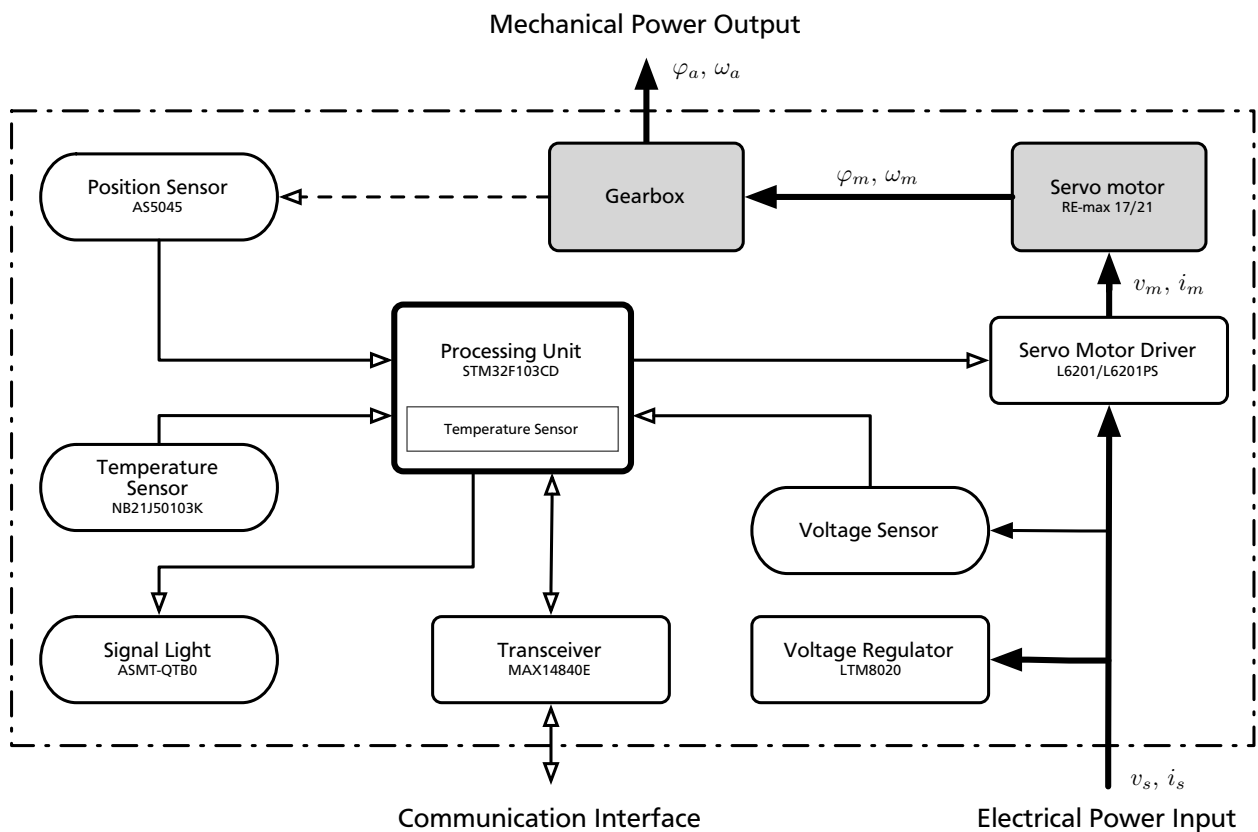 Mechanical Power Output
φa, ωa
Position Sensor
AS5045
Gearbox
φm, ωm
Servo motor
RE-max 17/21
vm, im
Processing Unit
STM32F103CD
Temperature Sensor
Servo Motor Driver
L6201/L6201PS
Temperature
Sensor
NB21J50103K
Voltage Sensor
Signal Light
ASMT-QTB0
Transceiver
MAX14840E
Voltage Regulator
LTM8020
vs, is
Communication Interface
Electrical Power Input